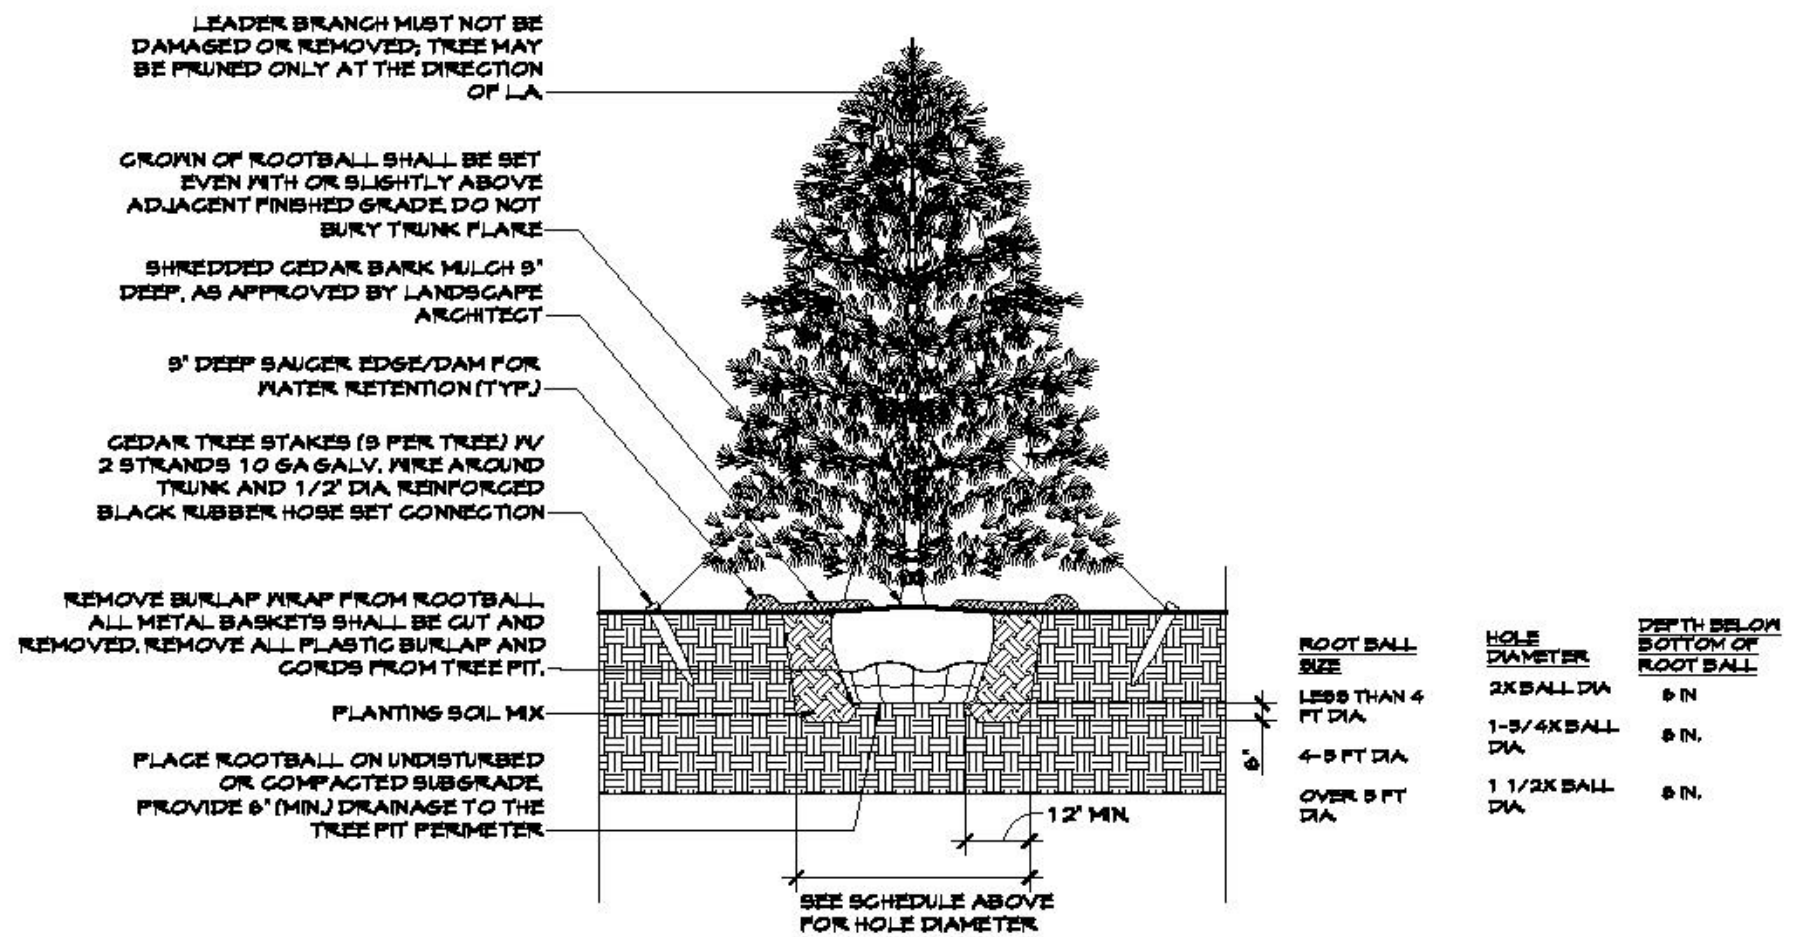 LEADER BRANCH MUST NOT BE
DAMAGED OR REMOVED; TREE MAY
BE PRUNED ONLY AT THE DIRECTION
OF L.A.
CROWN OF ROOTBALL SHALL BE SET
EVEN WITH OR SLIGHTLY ABOVE
ADJACENT FINISHED GRADE. DO NOT
BURY TRUNK FLARE
SHREDDED CEDAR BARK MULCH 3"
DEEP, AS APPROVED BY LANDSCAPE
ARCHITECT
3" DEEP SAUCER EDGE/DAM FOR
WATER RETENTION (TYP.)
CEDAR TREE STAKES (3 PER TREE) W/
2 STRANDS 10 GA GALV. WIRE AROUND
TRUNK AND 1/2" DIA. REINFORCED
BLACK RUBBER HOSE SET CONNECTION
REMOVE BURLAP WRAP FROM ROOTBALL
ALL METAL BASKETS SHALL BE CUT AND
REMOVED. REMOVE ALL PLASTIC BURLAP AND
CORDS FROM TREE PIT.
PLANTING SOIL MIX
PLACE ROOTBALL ON UNDISTURBED
OR COMPACTED SUBGRADE.
PROVIDE 6" (MIN.) DRAINAGE TO THE
TREE PIT PERIMETER
6"
12" MIN.
SEE SCHEDULE ABOVE
FOR HOLE DIAMETER
ROOT BALL
SIZE
HOLE
DIAMETER
DEPTH BELOW
BOTTOM OF
ROOT BALL
LESS THAN 4
FT DIA.
2X BALL DIA
IN
4-5 FT DIA.
1-3/4X BALL
DIA.
IN.
OVER 5 FT
DIA.
1 1/2X BALL
DIA.
IN.